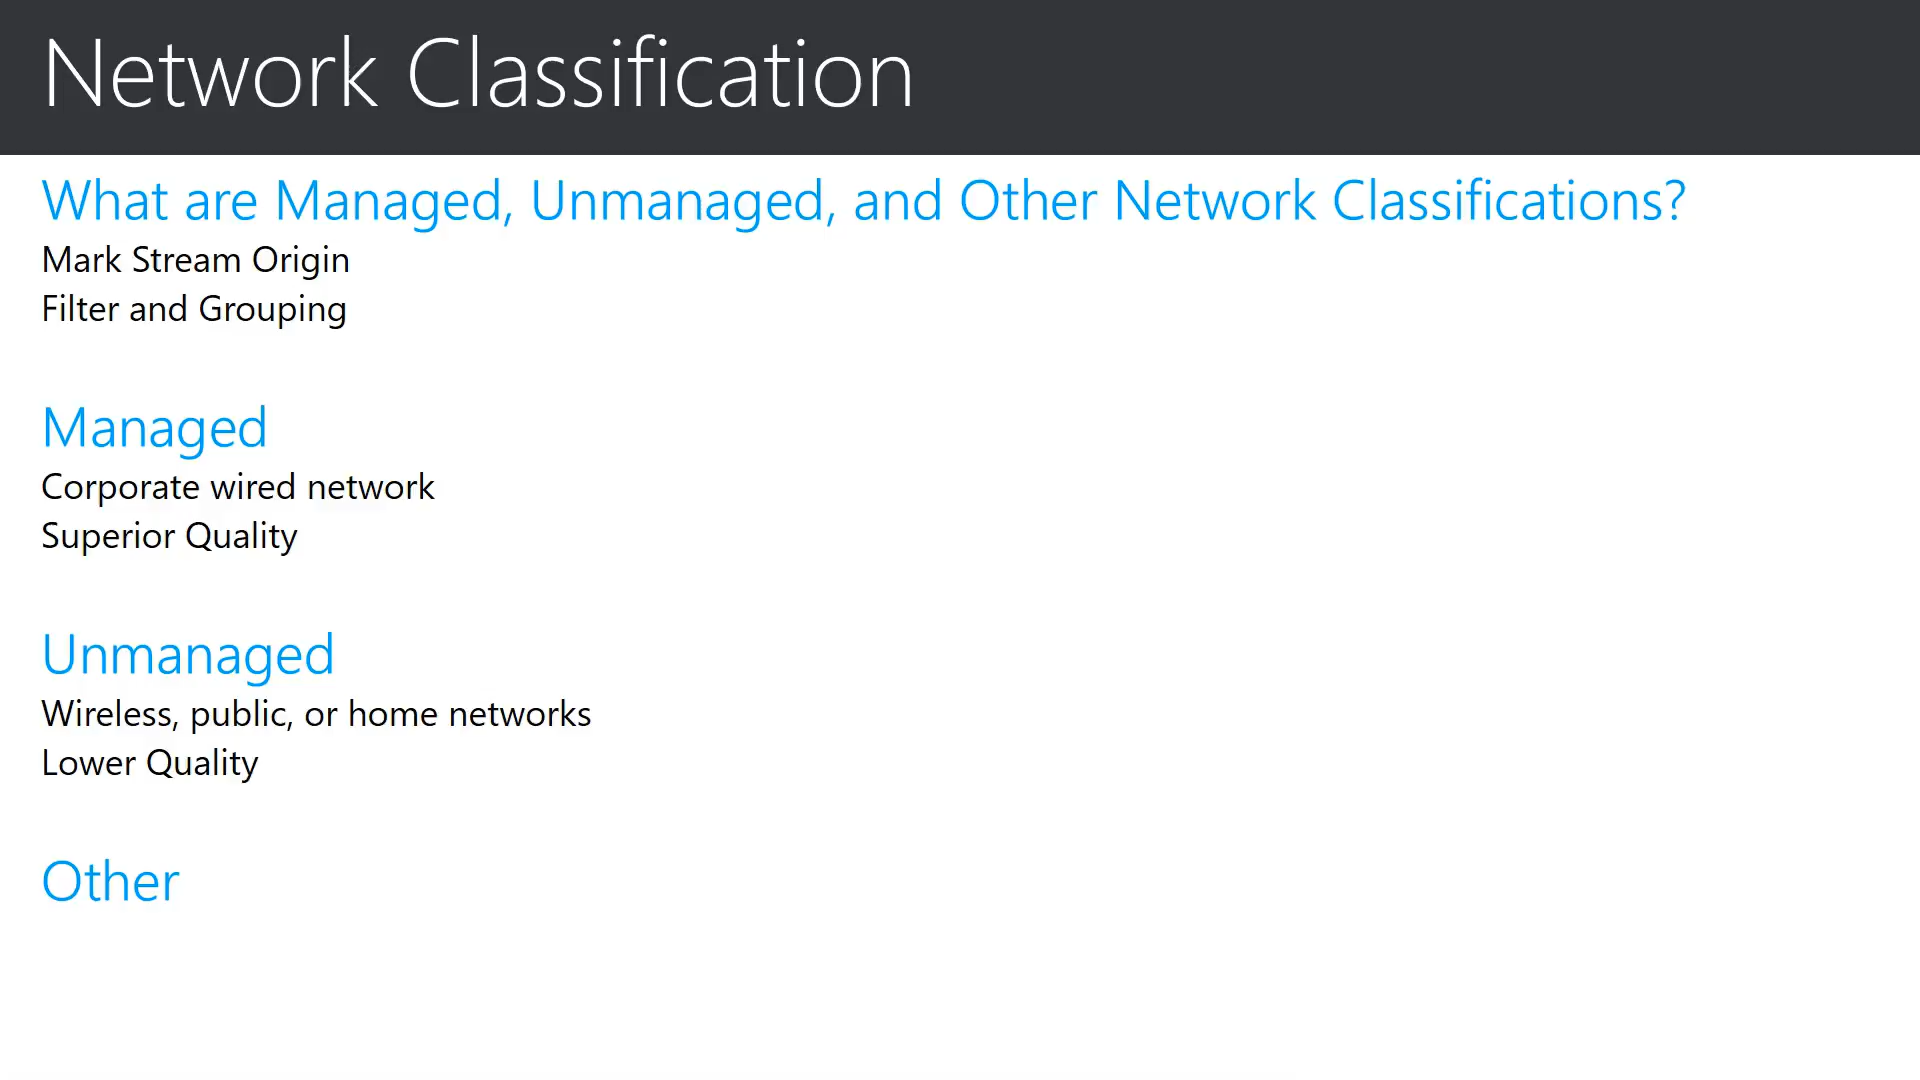 Network Classification
What are Managed, Unmanaged, and Other Network Classifications?
Mark Stream Origin
Filter and Grouping
Managed
Corporate wired network
Superior Quality
Unmanaged
Wireless, public, or home networks
Lower Quality
Other